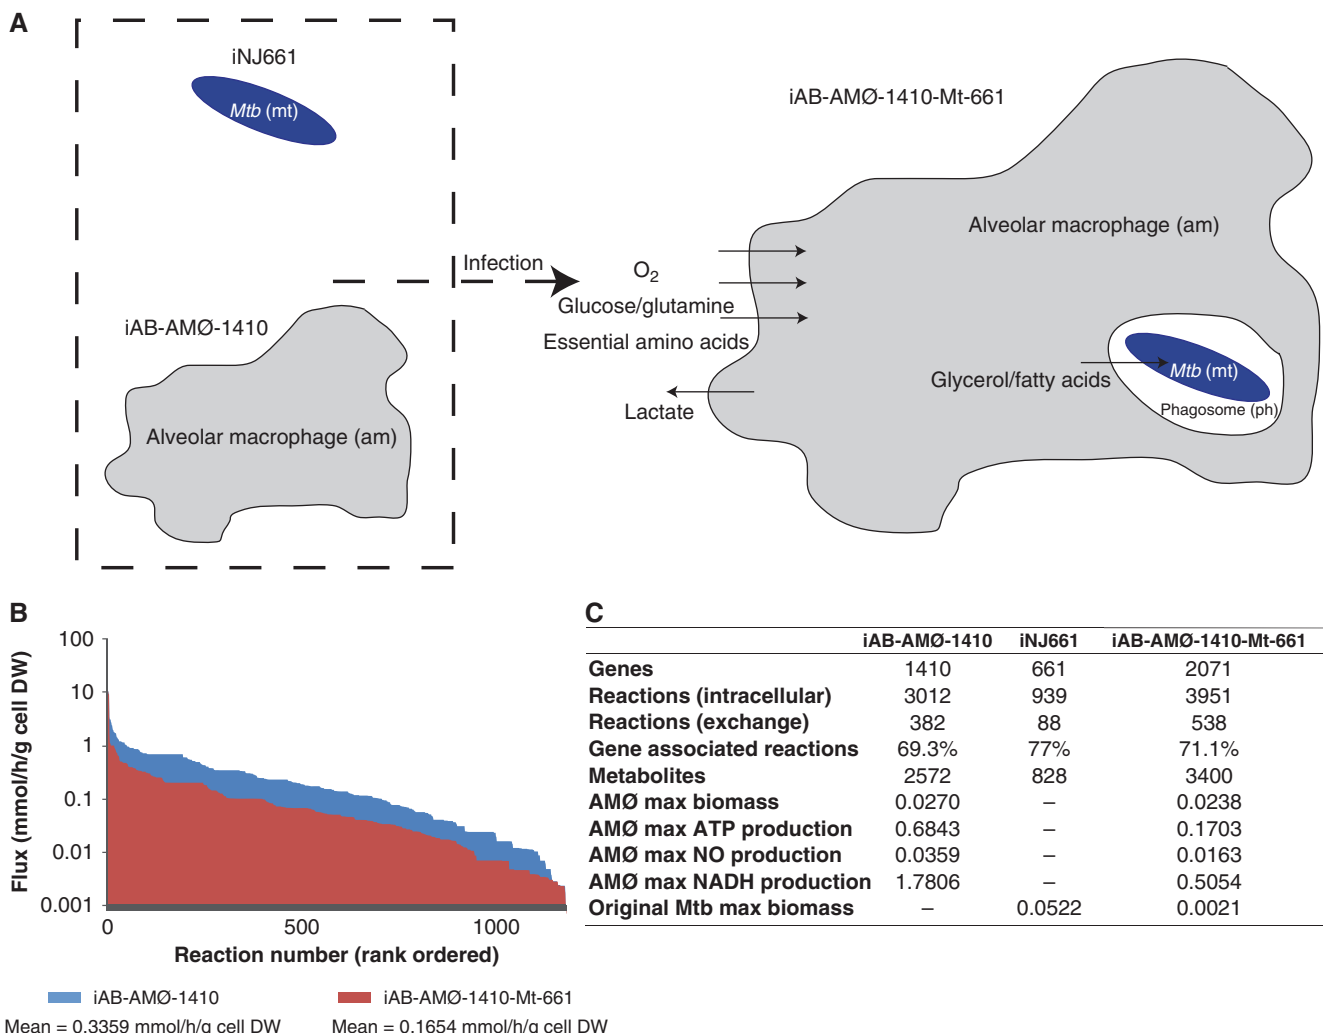 A
iNJ661
Mtb (mt)
iAB-AMØ-1410
Alveolar macrophage (am)
Infection
iAB-AMØ-1410-Mt-661
O2
Glucose/glutamine
Essential amino acids
Lactate
Alveolar macrophage (am)
Glycerol/fatty acids
Mtb (mt)
Phagosome (ph)
B
Flux (mmol/h/g cell DW)
100
10
1
0.1
0.01
0.001
0 500 1000
Reaction number (rank ordered)
iAB-AMØ-1410 iAB-AMØ-1410-Mt-661
Mean = 0.3359 mmol/h/g cell DW Mean = 0.1654 mmol/h/g cell DW
C
iAB-AMØ-1410 iNJ661 iAB-AMØ-1410-Mt-661
Genes 1410 661 2071
Reactions (intracellular) 3012 939 3951
Reactions (exchange) 382 88 538
Gene associated reactions 69.3% 77% 71.1%
Metabolites 2572 828 3400
AMØ max biomass 0.0270 – 0.0238
AMØ max ATP production 0.6843 – 0.1703
AMØ max NO production 0.0359 – 0.0163
AMØ max NADH production 1.7806 – 0.5054
Original Mtb max biomass – 0.0522 0.0021